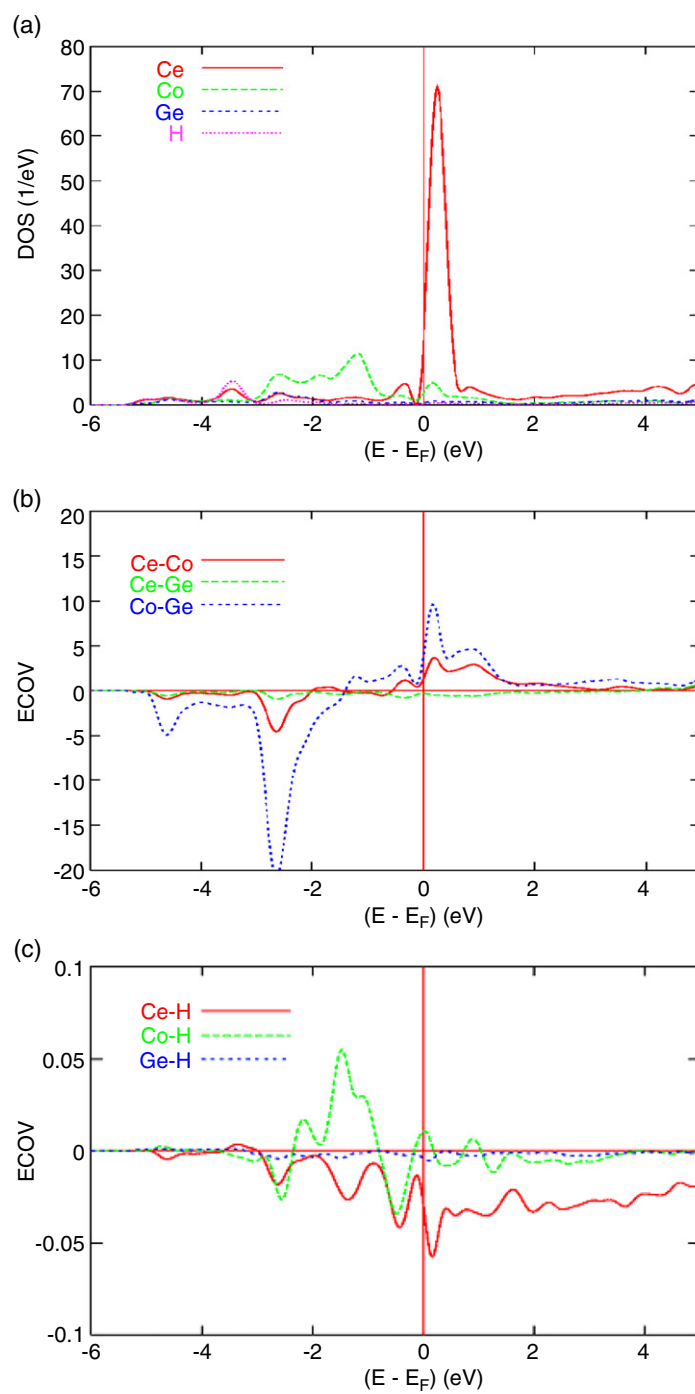 (a)
80
70
60
50
40
30
20
10
0
DOS (1/eV)
Ce
Co
Ge
H
-6 -4 -2 0 2 4
(E - E_F) (eV)
(b)
20
15
10
5
0
-5
-10
-15
-20
ECOV
Ce-Co
Ce-Ge
Co-Ge
-6 -4 -2 0 2 4
(E - E_F) (eV)
(c)
0.1
0.05
0
-0.05
-0.1
ECOV
Ce-H
Co-H
Ge-H
-6 -4 -2 0 2 4
(E - E_F) (eV)